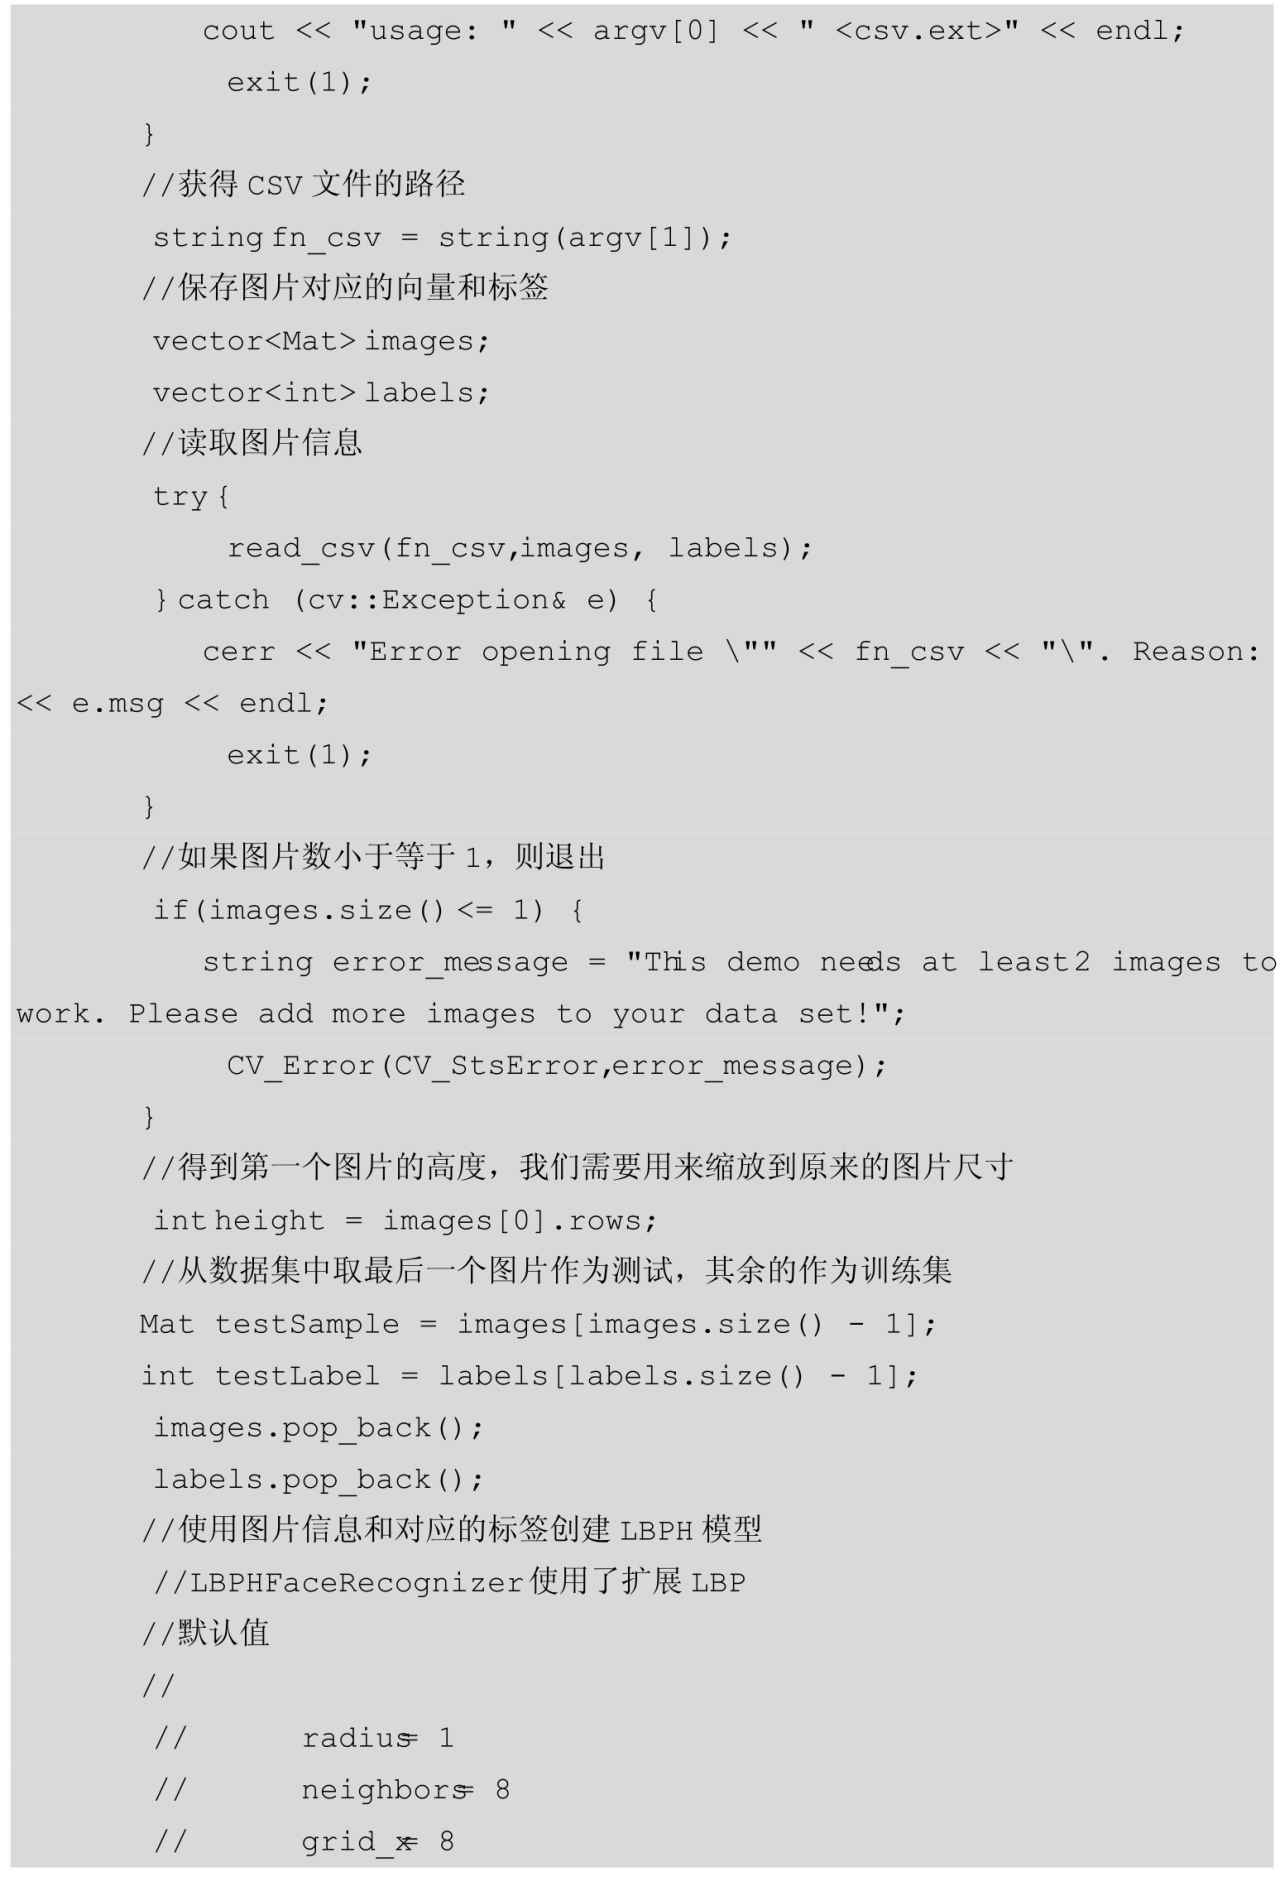 cout << "usage: " << argv[0] << " <csv.ext>" << endl;
exit(1);
}
//获得 CSV 文件的路径
string fn_csv = string(argv[1]);
//保存图片对应的向量和标签
vector<Mat> images;
vector<int> labels;
//读取图片信息
try {
read_csv(fn_csv,images, labels);
} catch (cv::Exception& e) {
cerr << "Error opening file \"" << fn_csv << "\". Reason:
<< e.msg << endl;
exit(1);
}
//如果图片数小于等于 1，则退出
if(images.size() <= 1) {
string error_message = "This demo needs at least2 images to
work. Please add more images to your data set!";
CV_Error(CV_StsError,error_message);
}
//得到第一个图片的高度，我们需要用来缩放到原来的图片尺寸
int height = images[0].rows;
//从数据集中取最后一个图片作为测试，其余的作为训练集
Mat testSample = images[images.size() - 1];
int testLabel = labels[labels.size() - 1];
images.pop_back();
labels.pop_back();
//使用图片信息和对应的标签创建 LBPH 模型
//LBPHFaceRecognizer 使用了扩展 LBP
//默认值
//
// radius= 1
// neighbors= 8
// grid_x= 8